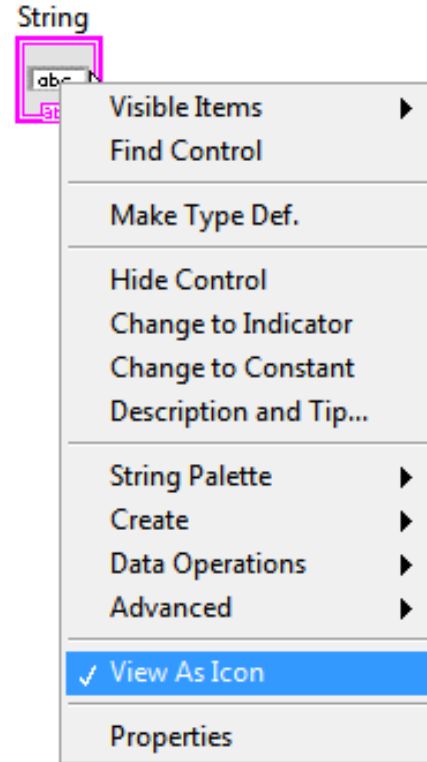 String
abc
Visible Items
Find Control
Make Type Def.
Hide Control
Change to Indicator
Change to Constant
Description and Tip...
String Palette
Create
Data Operations
Advanced
View As Icon
Properties